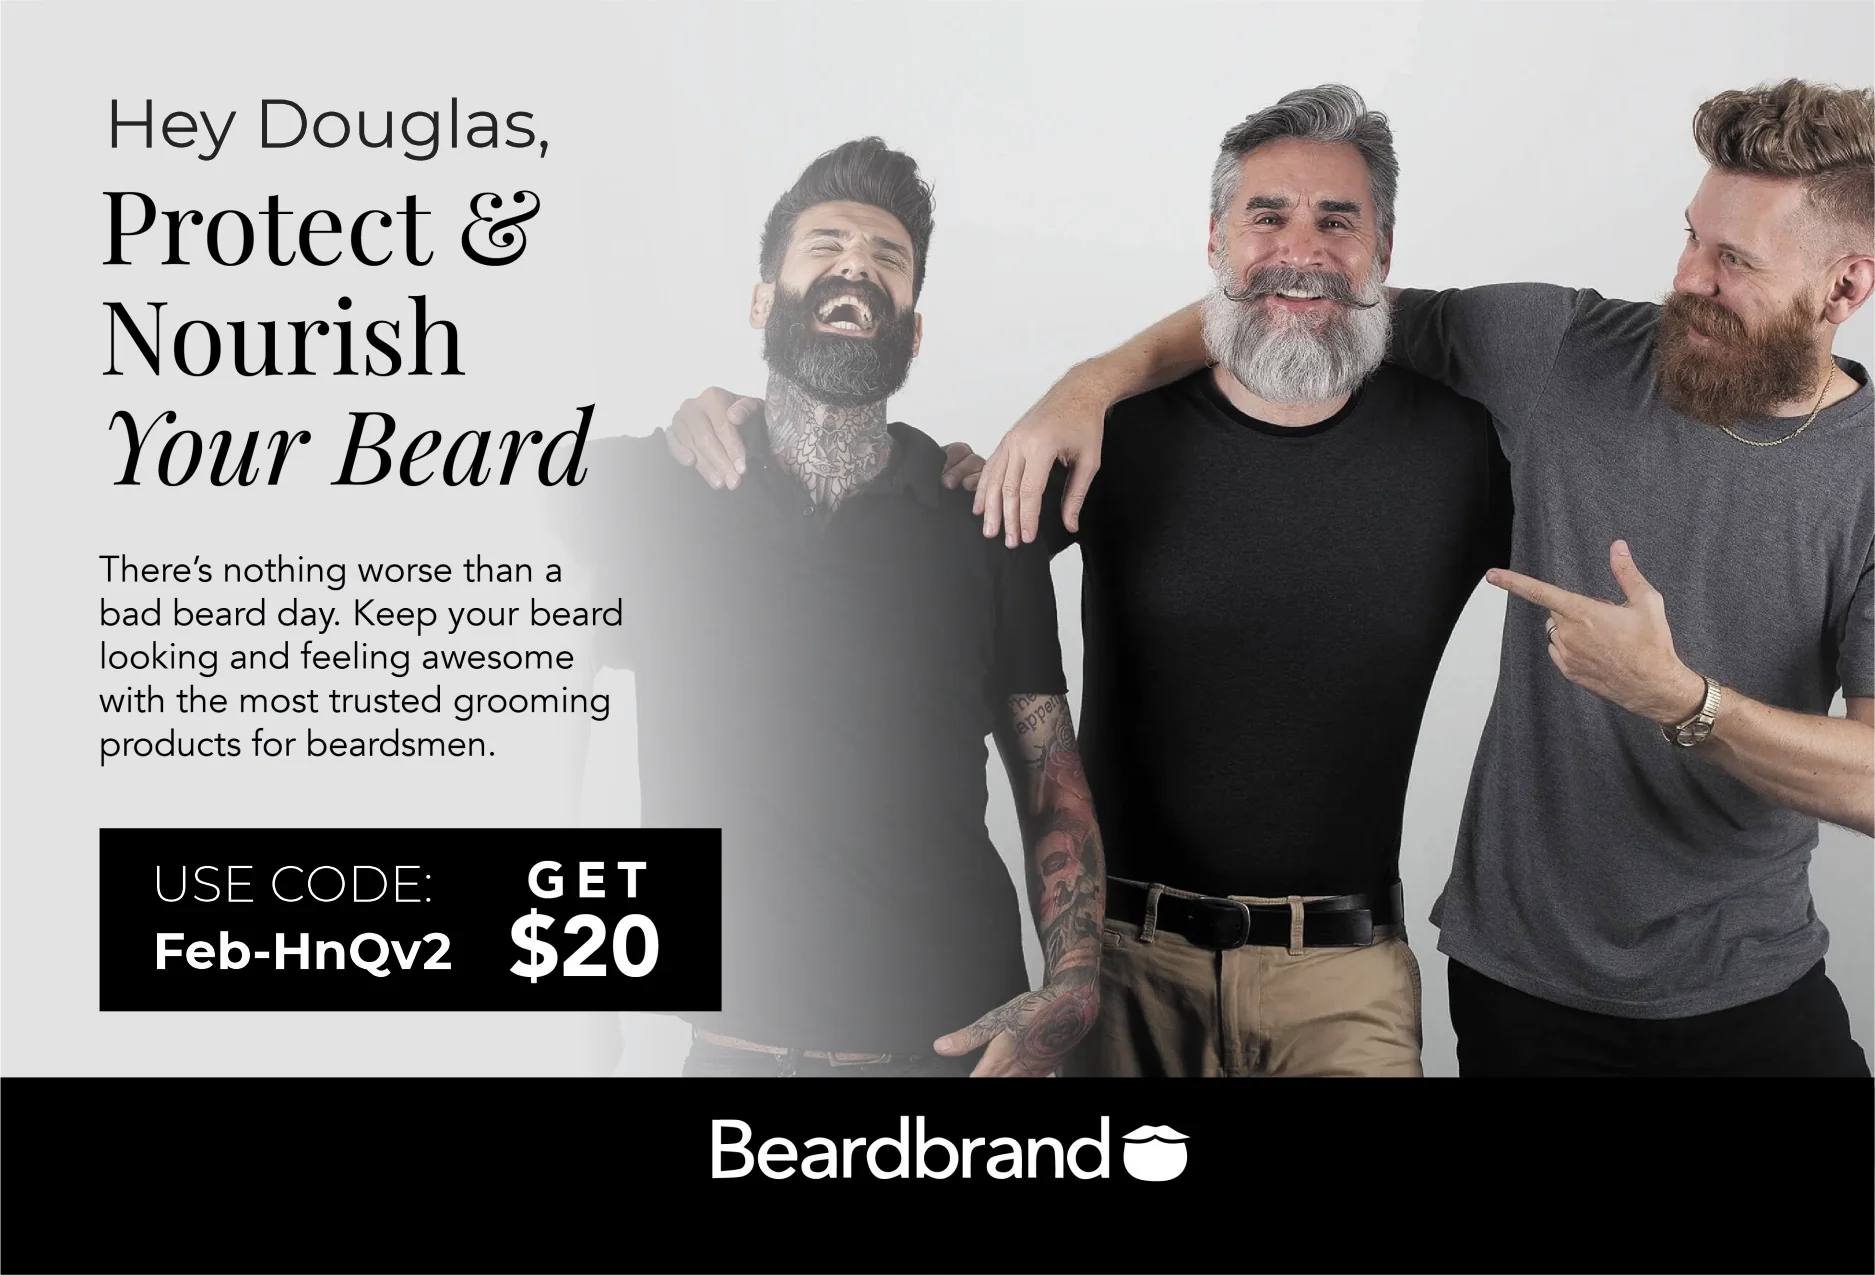 Hey Douglas,
Protect &
Nourish
Your Beard
There’s nothing worse than a
bad beard day. Keep your beard
looking and feeling awesome
with the most trusted grooming
products for beardsmen.
USE CODE:
Feb-HnQv2
GET
$20
Beardbrand